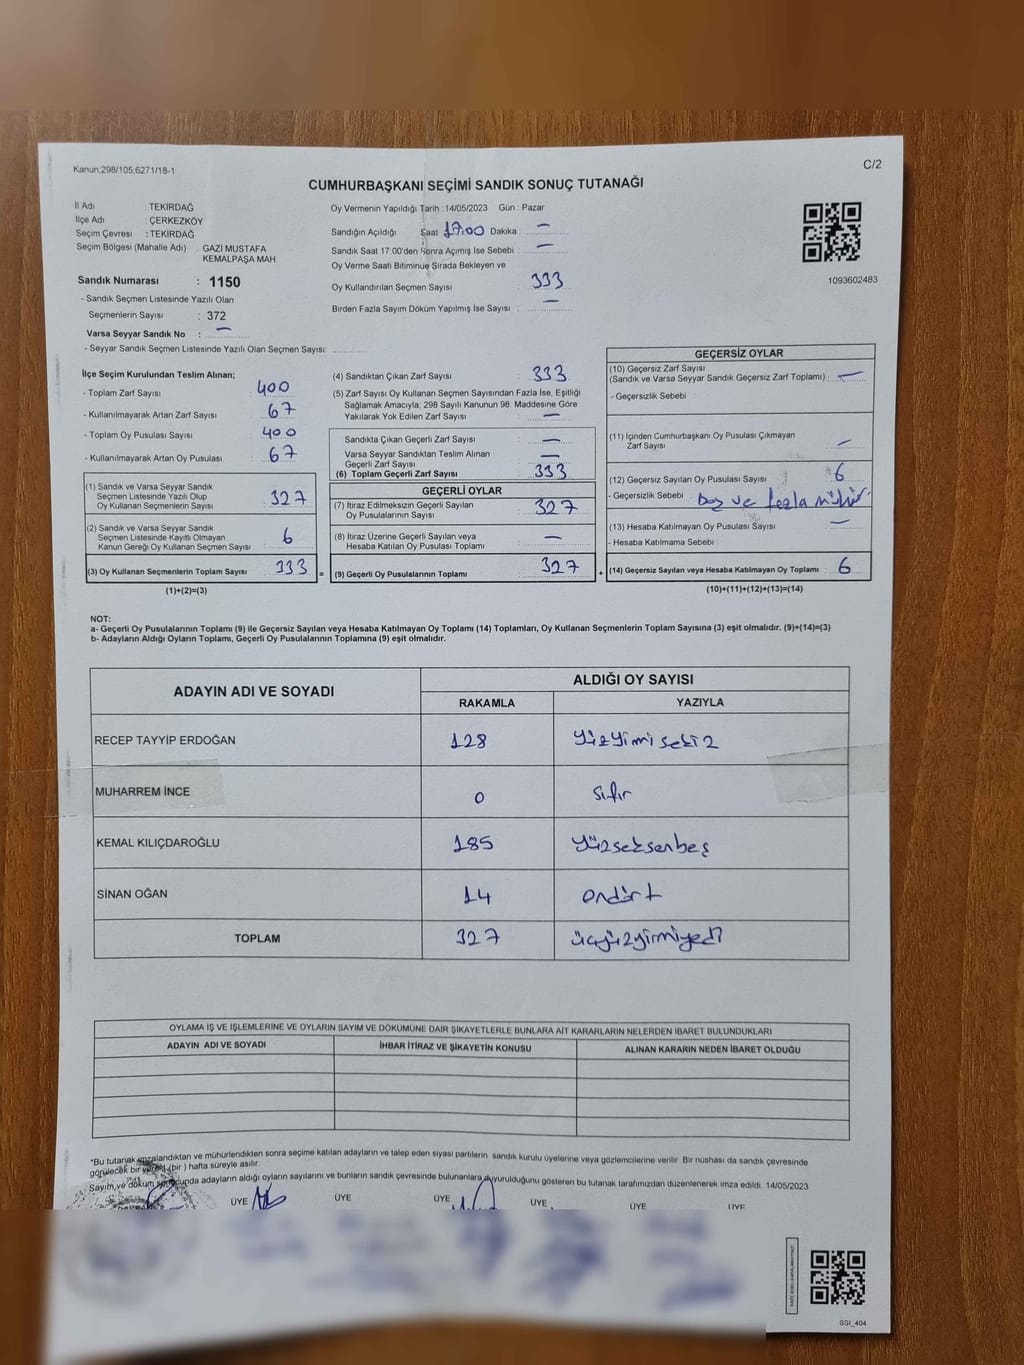 Kanun;298/105;6271/18-1
C/2
CUMHURBAŞKANI SEÇİMİ SANDIK SONUÇ TUTANAĞI
İl Adı : TEKİRDAĞ
İlçe Adı : ÇERKEZKÖY
Seçim Çevresi : TEKİRDAĞ
Seçim Bölgesi (Mahalle Adı) : GAZİ MUSTAFA
KEMALPAŞA MAH.
Sandık Numarası : 1150
- Sandık Seçmen Listesinde Yazılı Olan
Seçmenlerin Sayısı : 372
Varsa Seyyar Sandık No : —
- Seyyar Sandık Seçmen Listesinde Yazılı Olan Seçmen Sayısı:
Oy Vermenin Yapıldığı Tarih :14/05/2023 Gün : Pazar
Sandığın Açıldığı Saat 17:00 Dakika : —
Sandık Saat 17:00'den Sonra Açımış İse Sebebi : —
Oy Verme Saati Bitiminue Şırada Bekleyen ve
Oy Kullandırılan Seçmen Sayısı : 333
Birden Fazla Sayım Döküm Yapılmış İse Sayısı : —
1093602483
İlçe Seçim Kurulundan Teslim Alınan;
- Toplam Zarf Sayısı : 400
- Kullanılmayarak Artan Zarf Sayısı : 67
- Toplam Oy Pusulası Sayısı : 400
- Kullanılmayarak Artan Oy Pusulası : 67
(1) Sandık ve Varsa Seyyar Sandık
Seçmen Listesinde Yazılı Olup
Oy Kullanan Seçmenlerin Sayısı : 327
(2) Sandık ve Varsa Seyyar Sandık
Seçmen Listesinde Kayıtlı Olmayan
Kanun Gereği Oy Kullanan Seçmen Sayısı : 6
(3) Oy Kullanan Seçmenlerin Toplam Sayısı : 333
(1)+(2)=(3)
(4) Sandıktan Çıkan Zarf Sayısı : 333
(5) Zarf Sayısı Oy Kullanan Seçmen Sayısından Fazla İse, Eşitliği
Sağlamak Amacıyla, 298 Sayılı Kanunun 98. Maddesine Göre
Yakılarak Yok Edilen Zarf Sayısı : —
Sandıkta Çıkan Geçerli Zarf Sayısı : —
Varsa Seyyar Sandıktan Teslim Alınan
Geçerli Zarf Sayısı : —
(6) Toplam Geçerli Zarf Sayısı : 333
GEÇERLİ OYLAR
(7) İtiraz Edilmeksizin Geçerli Sayılan
Oy Pusulalarının Sayısı : 327
(8) İtiraz Üzerine Geçerli Sayılan veya
Hesaba Katılan Oy Pusulası Toplamı : —
= (9) Geçerli Oy Pusulalarının Toplamı : 327
GEÇERSİZ OYLAR
(10) Geçersiz Zarf Sayısı
(Sandık ve Varsa Seyyar Sandık Geçersiz Zarf Toplamı) : —
- Geçersizlik Sebebi :
(11) İçinden Cumhurbaşkanı Oy Pusulası Çıkmayan
Zarf Sayısı : —
(12) Geçersiz Sayılan Oy Pusulası Sayısı : 6
- Geçersizlik Sebebi : Boş ve fazla mühür
(13) Hesaba Katılmayan Oy Pusulası Sayısı : —
- Hesaba Katılmama Sebebi :
+ (14) Geçersiz Sayılan veya Hesaba Katılmayan Oy Toplamı : 6
(10)+(11)+(12)+(13)=(14)
NOT:
a- Geçerli Oy Pusulalarının Toplamı (9) ile Geçersiz Sayılan veya Hesaba Katılmayan Oy Toplamı (14) Toplamları, Oy Kullanan Seçmenlerin Toplam Sayısına (3) eşit olmalıdır. (9)+(14)=(3)
b- Adayların Aldığı Oyların Toplamı, Geçerli Oy Pusulalarının Toplamına (9) eşit olmalıdır.
ADAYIN ADI VE SOYADI ALDIĞI OY SAYISI
RAKAMLA YAZIYLA
RECEP TAYYİP ERDOĞAN 128 yüzyirmisekiz
MUHARREM İNCE 0 sıfır
KEMAL KILIÇDAROĞLU 185 yüzseksenbeş
SİNAN OĞAN 14 ondört
TOPLAM 327 üçyüzyirmiyedi
OYLAMA İŞ VE İŞLEMLERİNE VE OYLARIN SAYIM VE DÖKÜMÜNE DAİR ŞİKAYETLERLE BUNLARA AİT KARARLARIN NELERDEN İBARET BULUNDUKLARI
ADAYIN ADI VE SOYADI İHBAR İTİRAZ VE ŞİKAYETİN KONUSU ALINAN KARARIN NEDEN İBARET OLDUĞU
*Bu tutanak imzalandıktan ve mühürlendikten sonra seçime katılan adayların ve talep eden siyasi partilerin sandık kurulu üyelerine veya gözlemcilerine verilir. Bir nüshası da sandık çevresinde
görülecek bir yere 1 (bir ) hafta süreyle asılır.
Sayım ve döküm sonucunda adayların aldığı oyların sayılarını ve bunların sandık çevresinde bulunanlara duyurulduğunu gösteren bu tutanak tarafımızdan düzenlenerek imza edildi. 14/05/2023
ÜYE ÜYE ÜYE ÜYE ÜYE ÜYE
SSI_404